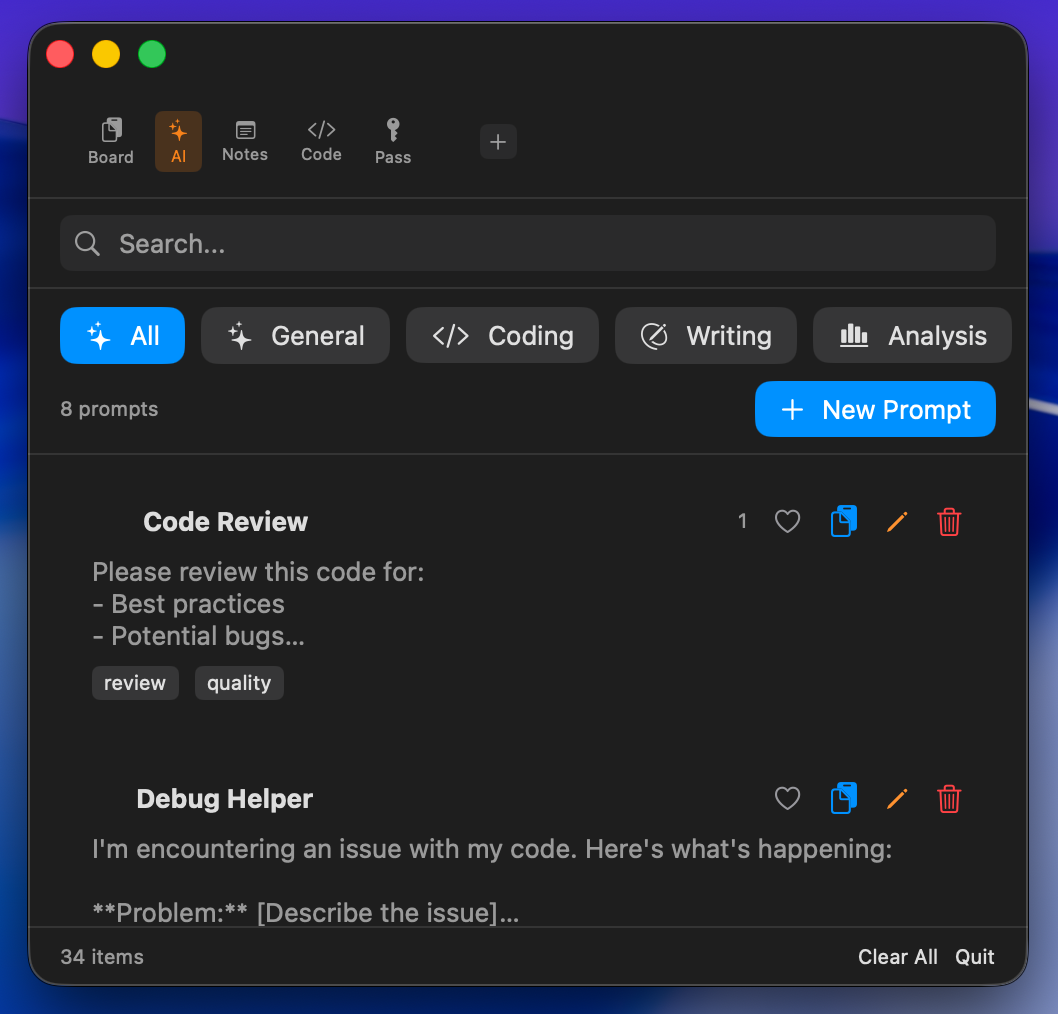 Board
AI
Notes
Code
Pass
Search...
All
General
Coding
Writing
Analysis
8 prompts
New Prompt
Code Review
1
Please review this code for:
- Best practices
- Potential bugs...
review
quality
Debug Helper
I'm encountering an issue with my code. Here's what's happening:
**Problem:** [Describe the issue]...
34 items
Clear All
Quit